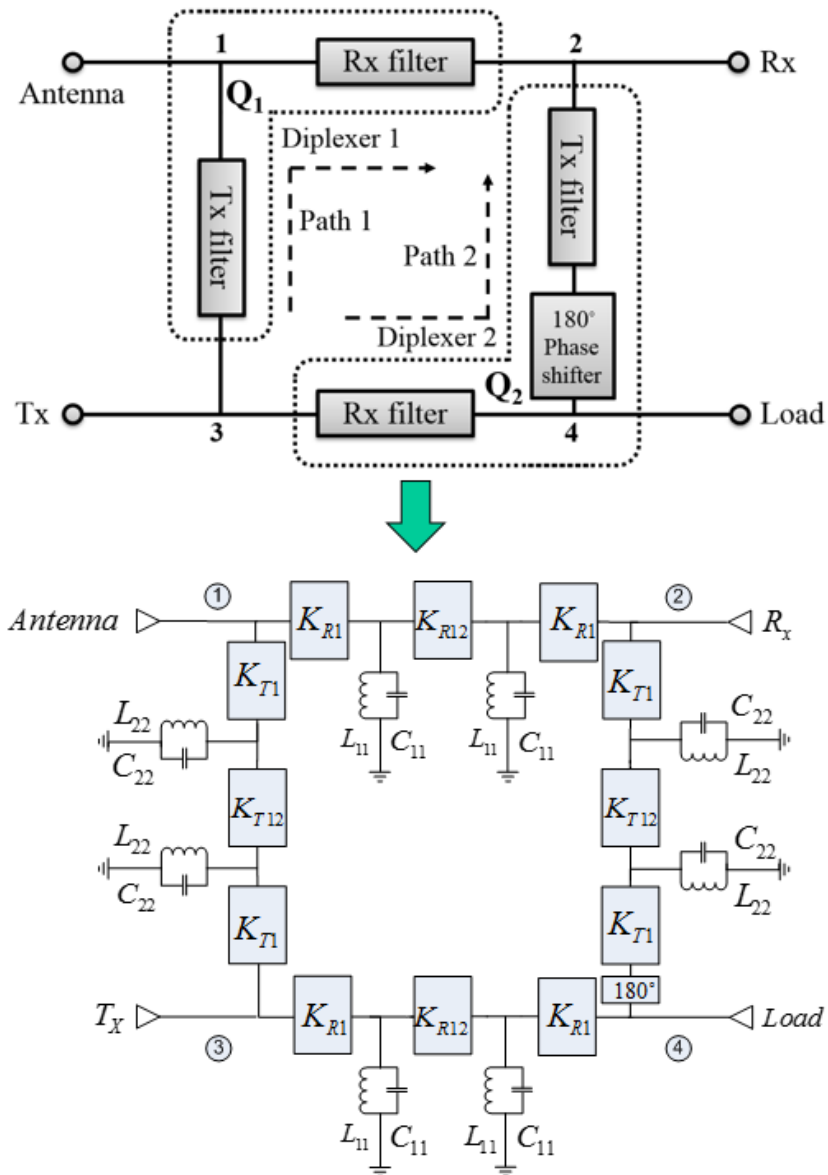 1
2
Rx filter
Rx
Antenna
Q1
Diplexer 1
Tx filter
Path 1
Tx filter
Path 2
180°
Phase
shifter
Diplexer 2
Q2
Tx
Rx filter
Load
3
4
1
2
Antenna
KR1
KR12
KR1
Rx
KT1
KT1
L22
C22
L11
C11
L11
C11
C22
L22
KT12
KT12
L22
C22
C22
L22
KT1
KT1
180°
TX
KR1
KR12
KR1
Load
3
4
L11
C11
L11
C11